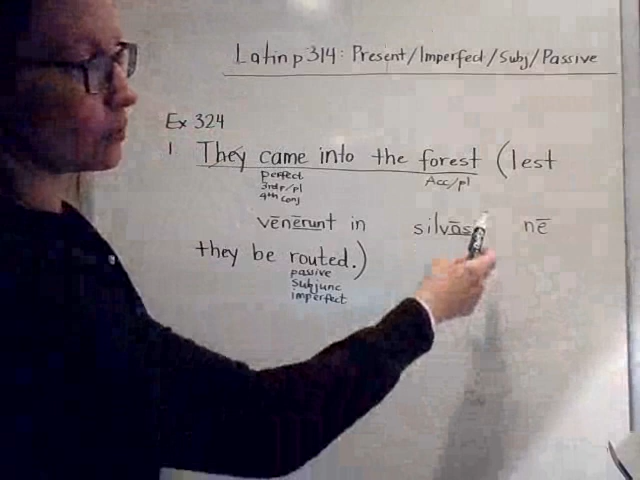 Latin p 314: Present/Imperfect/Subj/Passive
Ex 324
1 They came into the forest (lest
perfect Acc/pl
3rd p/pl
4th conj
vēnērunt in silvās nē
they be routed.)
passive
subjunc
imperfect